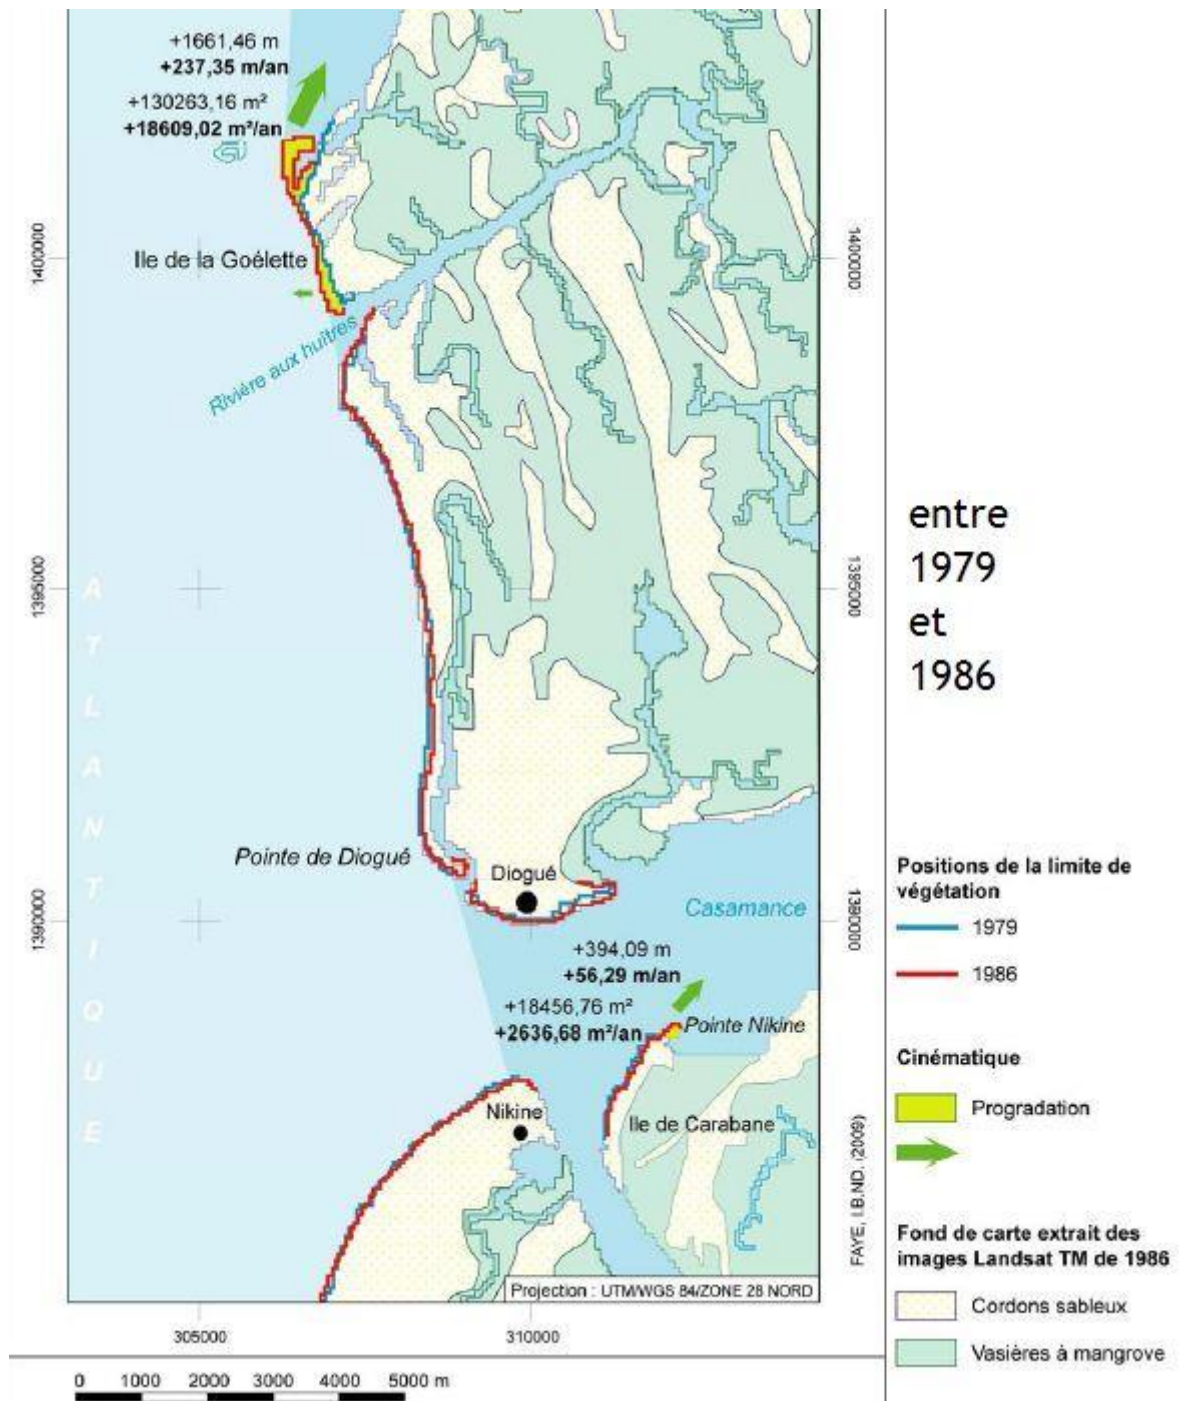 +1661,46 m
+237,35 m/an
+130263,16 m²
+18609,02 m²/an
1400000
Ile de la Goélette
1400000
Rivière aux huîtres
1395000
1395000
ATLANTIQUE
Pointe de Diogué
Diogué
1390000
Casamance
1390000
+394,09 m
+56,29 m/an
+18456,76 m²
+2636,68 m²/an
Pointe Nikine
Nikine
Ile de Carabane
Projection : UTM/WGS 84/ZONE 28 NORD
305000
310000
0 1000 2000 3000 4000 5000 m
FAYE, I.B.ND. (2009)
entre
1979
et
1986
Positions de la limite de
végétation
1979
1986
Cinématique
Progradation
Fond de carte extrait des
images Landsat TM de 1986
Cordons sableux
Vasières à mangrove